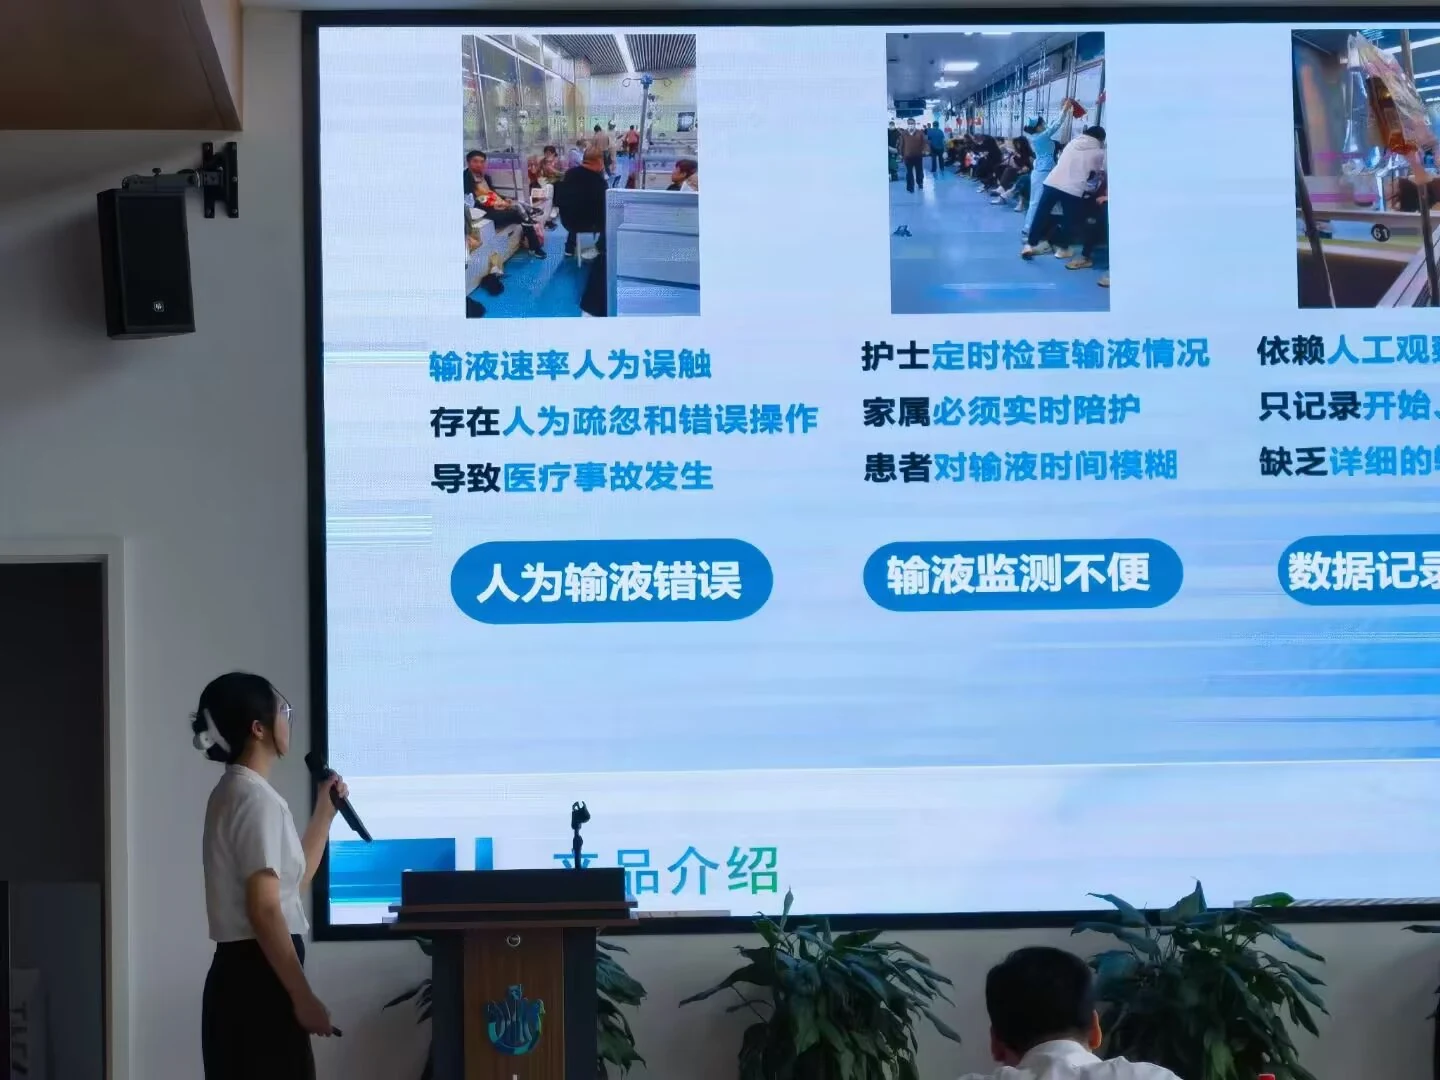 输液速率人为误触
存在人为疏忽和错误操作
导致医疗事故发生
人为输液错误
护士定时检查输液情况
家属必须实时陪护
患者对输液时间模糊
输液监测不便
61
依赖人工观察
只记录开始、
缺乏详细的
数据记录
产品介绍